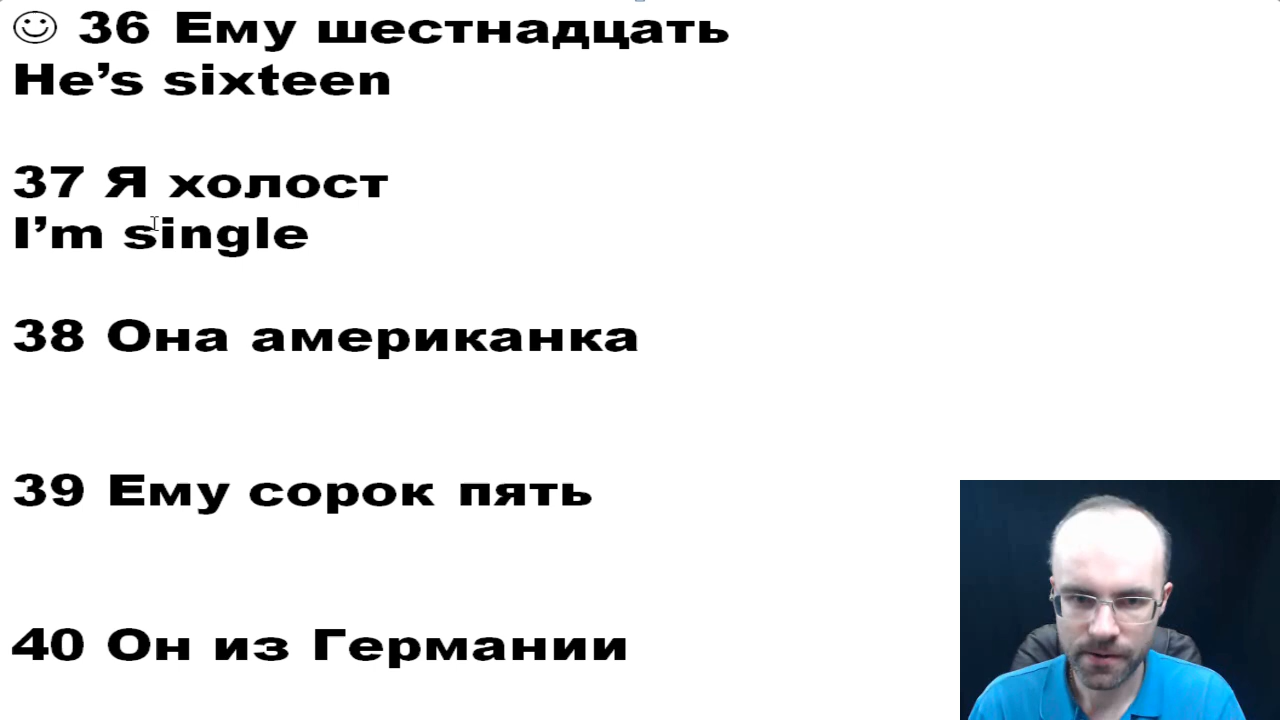 ☺ 36 Ему шестнадцать
He’s sixteen
37 Я холост
I’m single
38 Она американка
39 Ему сорок пять
40 Он из Германии